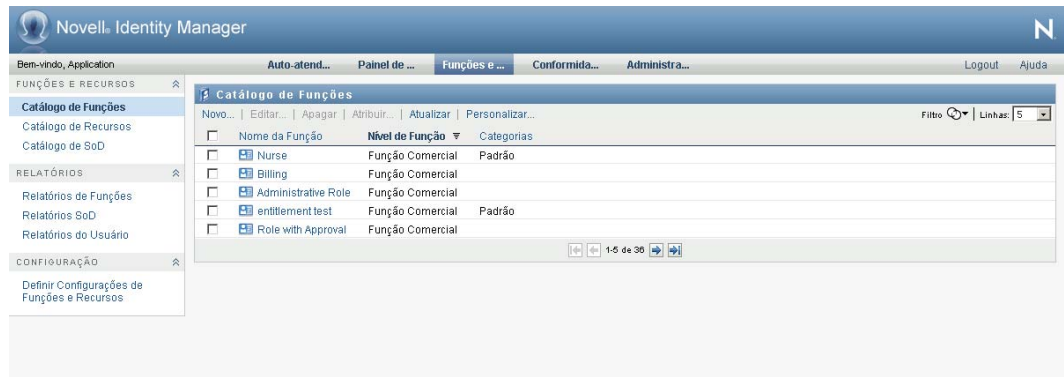 Novell® Identity Manager
N
Bem-vindo, Application
Auto-atend... Painel de ... Funções e ... Conformida... Administra... Logout Ajuda
FUNÇÕES E RECURSOS
Catálogo de Funções
Catálogo de Recursos
Catálogo de SoD
RELATÓRIOS
Relatórios de Funções
Relatórios SoD
Relatórios do Usuário
CONFIGURAÇÃO
Definir Configurações de
Funções e Recursos
Catálogo de Funções
Novo... | Editar... | Apagar | Atribuir... | Atualizar | Personalizar... Filtro | Linhas: 5
Nome da Função Nível de Função Categorias
Nurse Função Comercial Padrão
Billing Função Comercial
Administrative Role Função Comercial
entitlement test Função Comercial Padrão
Role with Approval Função Comercial
1-5 de 36